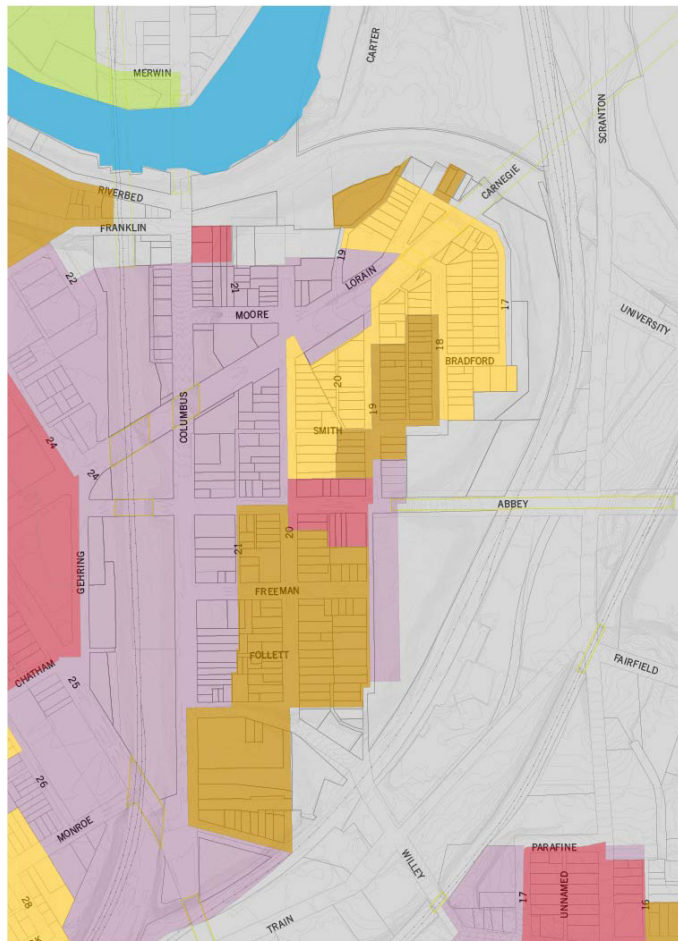 MERWIN
CARTER
SCRANTON
RIVERBED
CARNEGIE
FRANKLIN
19
22
LORAIN
21
17
MOORE
UNIVERSITY
18
BRADFORD
20
19
COLUMBUS
SMITH
24
24
ABBEY
20
21
GEHRING
FREEMAN
FOLLETT
FAIRFIELD
CHATHAM
25
26
MONROE
PARAFINE
WILLEY
17
UNNAMED
16
28
TRAIN